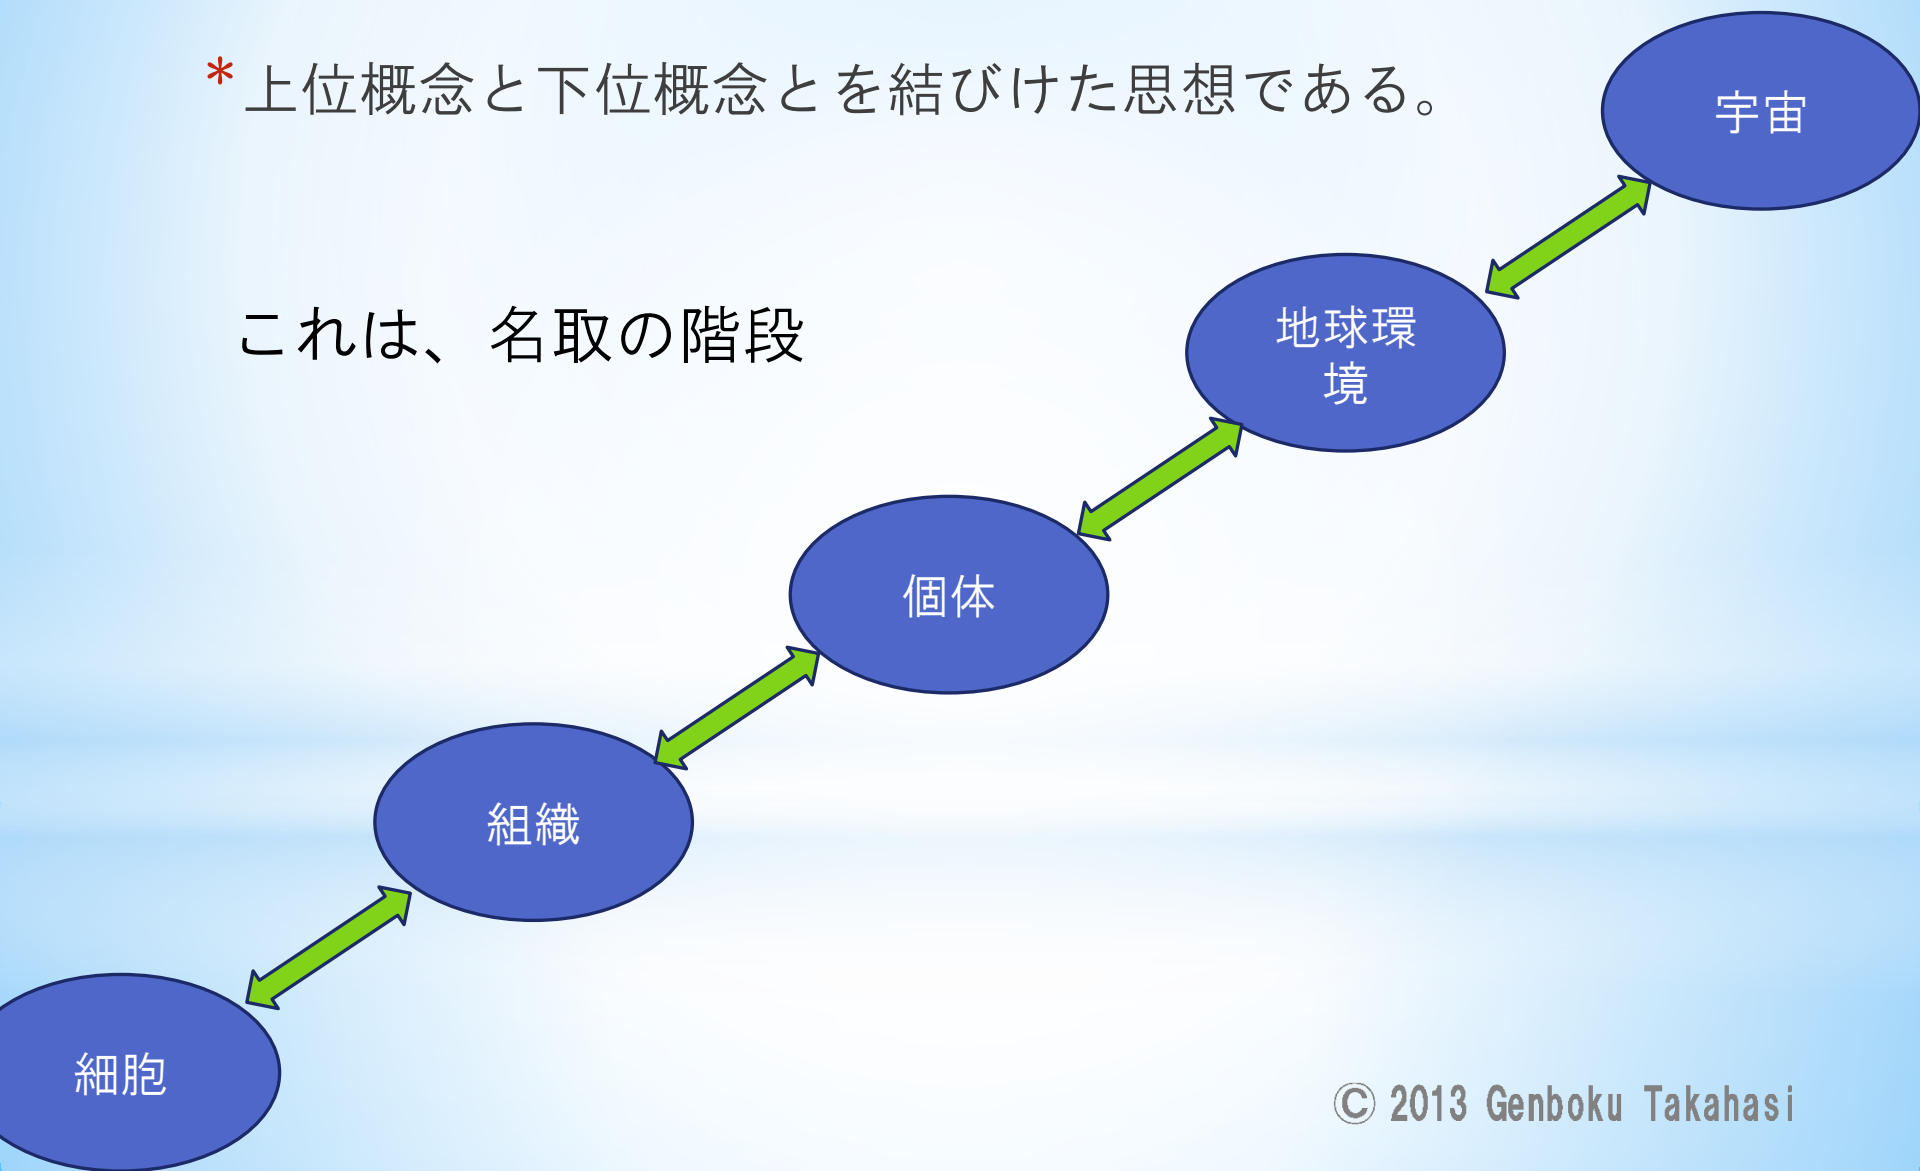 *上位概念と下位概念とを結びけた思想である。
宇宙
これは、名取の階段
地球環
境
個体
組織
細胞
Ⓒ 2013 Genboku Takahasi